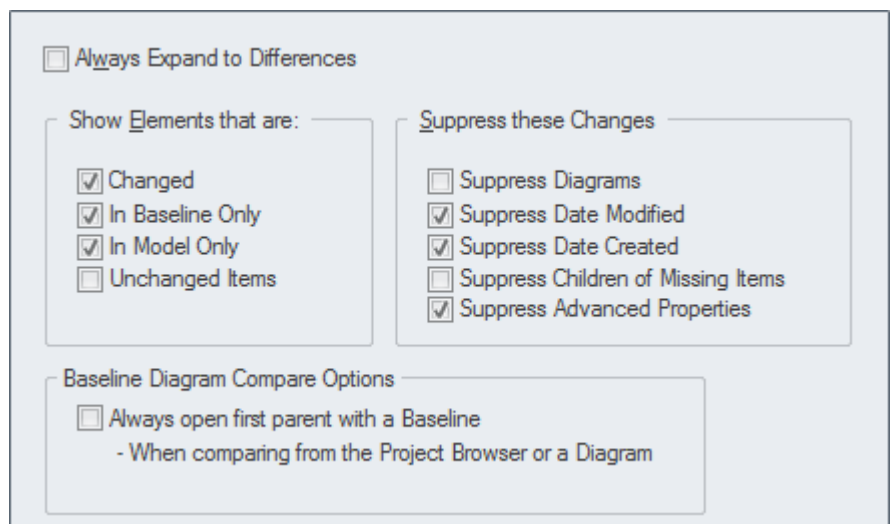 Always Expand to Differences
Show Elements that are:
Changed
In Baseline Only
In Model Only
Unchanged Items
Suppress these Changes
Suppress Diagrams
Suppress Date Modified
Suppress Date Created
Suppress Children of Missing Items
Suppress Advanced Properties
Baseline Diagram Compare Options
Always open first parent with a Baseline
- When comparing from the Project Browser or a Diagram